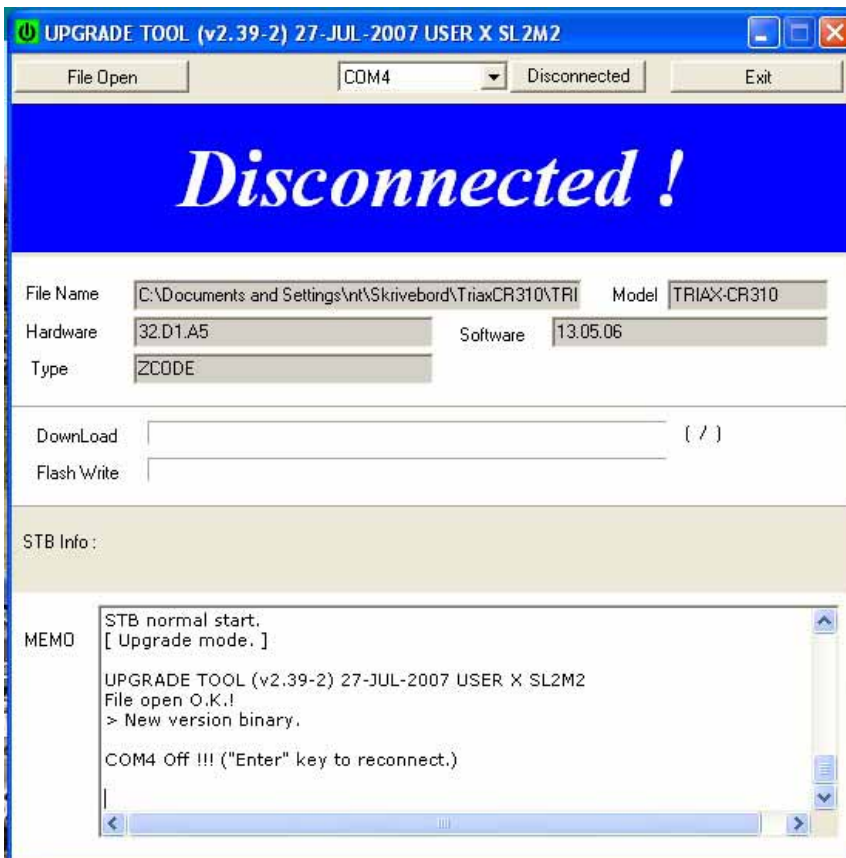 UPGRADE TOOL (v2.39-2) 27-JUL-2007 USER X SL2M2
File Open COM4 Disconnected Exit
Disconnected !
File Name C:\Documents and Settings\nt\Skrivebord\TriaxCR310\TRI Model TRIAX-CR310
Hardware 32.D1.A5 Software 13.05.06
Type ZCODE
DownLoad ( / )
Flash Write
STB Info :
MEMO
STB normal start.
[ Upgrade mode. ]
UPGRADE TOOL (v2.39-2) 27-JUL-2007 USER X SL2M2
File open O.K.!
> New version binary.
COM4 Off !!! ("Enter" key to reconnect.)